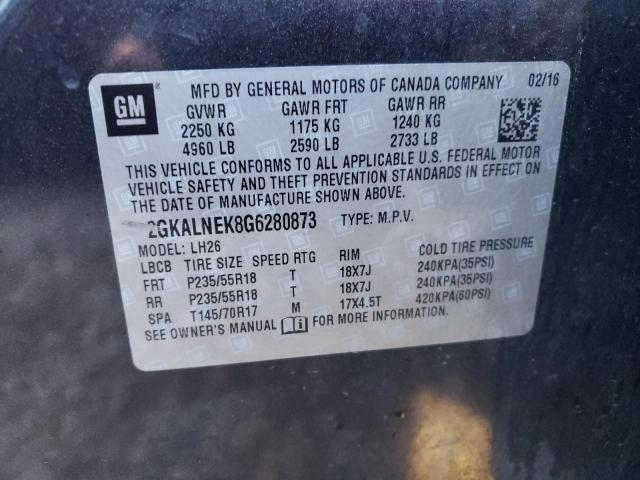 MFD BY GENERAL MOTORS OF CANADA COMPANY 02/16
GM
GVWR GAWR FRT GAWR RR
2250 KG 1175 KG 1240 KG
4960 LB 2590 LB 2733 LB
THIS VEHICLE CONFORMS TO ALL APPLICABLE U.S. FEDERAL MOTOR
VEHICLE SAFETY AND THEFT PREVENTION STANDARDS IN EFFECT ON
THE DATE OF MANUFACTURE SHOWN ABOVE.
2GKALNEK8G6280873 TYPE: M.P.V.
MODEL: LH26
LBCB TIRE SIZE SPEED RTG RIM COLD TIRE PRESSURE
FRT P235/55R18 T 18X7J 240KPA(35PSI)
RR P235/55R18 T 18X7J 240KPA(35PSI)
SPA T145/70R17 M 17X4.5T 420KPA(60PSI)
SEE OWNER'S MANUAL FOR MORE INFORMATION.